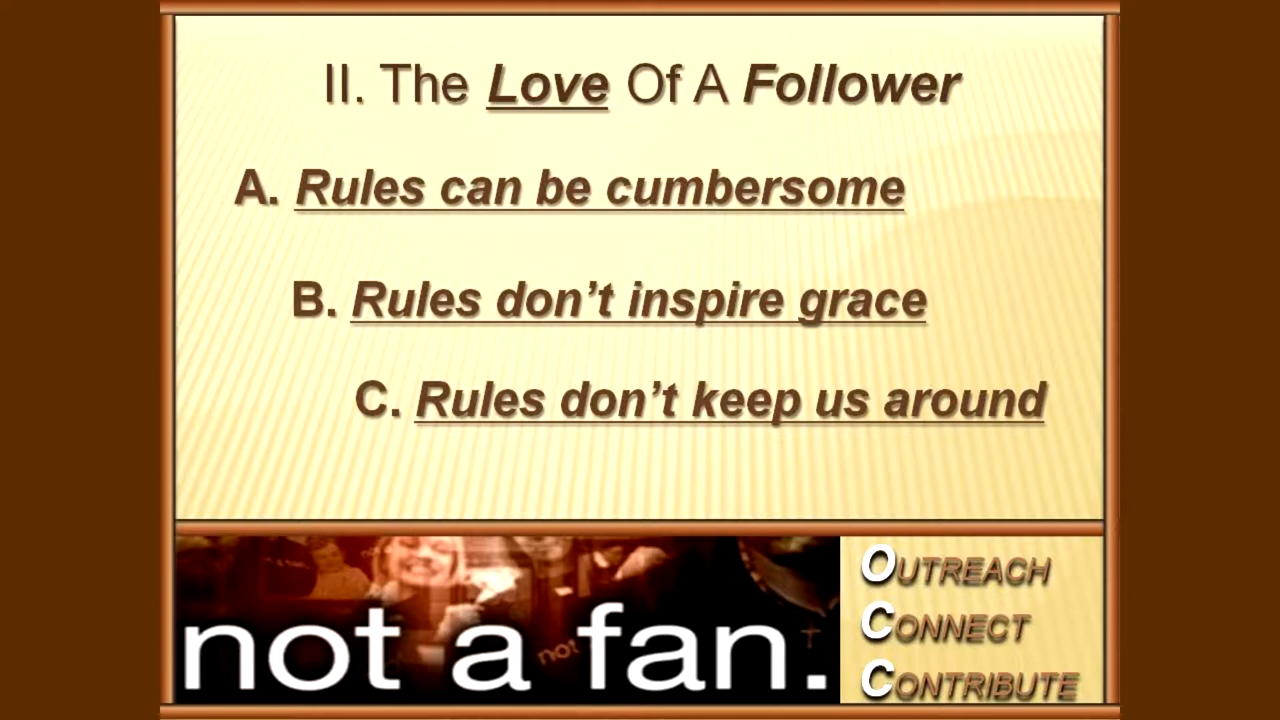 II. The Love Of A Follower
A. Rules can be cumbersome
B. Rules don’t inspire grace
C. Rules don’t keep us around
not a fan.
not
OUTREACH
CONNECT
CONTRIBUTE